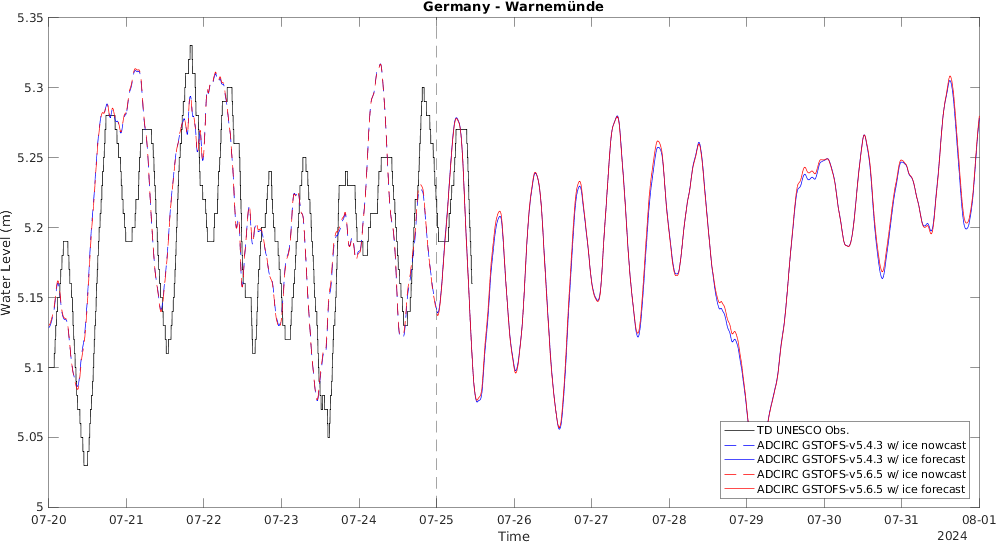 Germany - Warnemünde
5.35
5.3
5.25
5.2
5.15
5.1
5.05
5
Water Level (m)
TD UNESCO Obs.
ADCIRC GSTOFS-v5.4.3 w/ ice nowcast
ADCIRC GSTOFS-v5.4.3 w/ ice forecast
ADCIRC GSTOFS-v5.6.5 w/ ice nowcast
ADCIRC GSTOFS-v5.6.5 w/ ice forecast
07-20 07-21 07-22 07-23 07-24 07-25 07-26 07-27 07-28 07-29 07-30 07-31 08-01
Time
2024